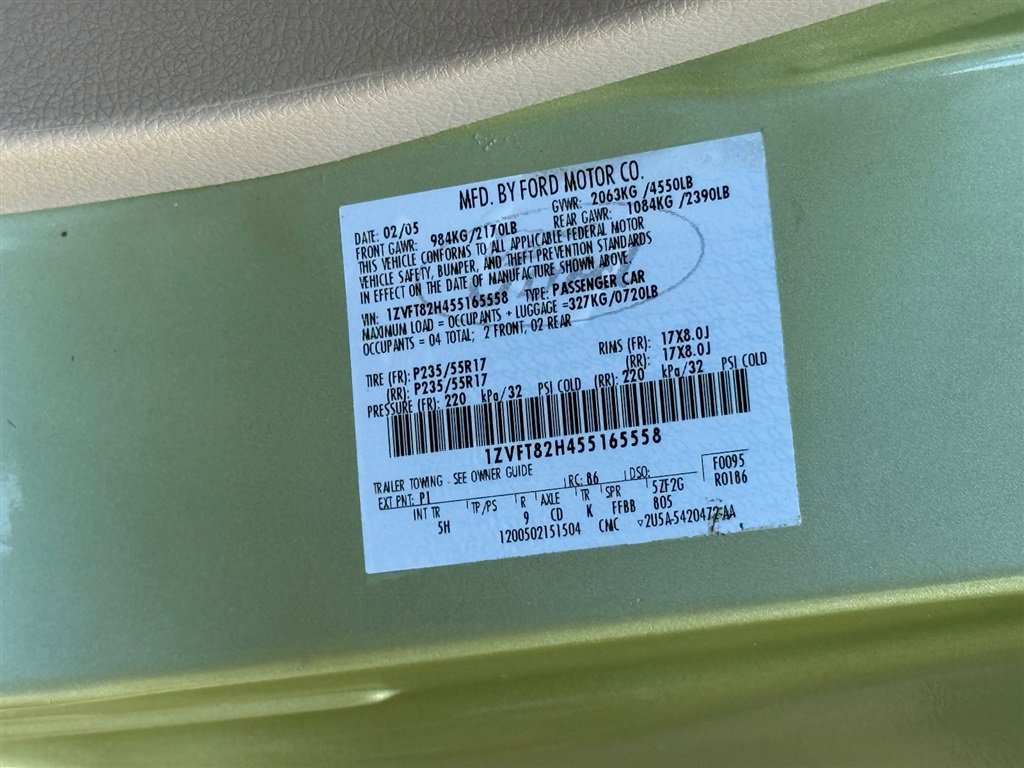 MFD. BY FORD MOTOR CO.
DATE: 02/05 GVWR: 2063KG /4550LB
FRONT GAWR: 984KG/2170LB REAR GAWR: 1084KG /2390LB
THIS VEHICLE CONFORMS TO ALL APPLICABLE FEDERAL MOTOR
VEHICLE SAFETY, BUMPER, AND THEFT PREVENTION STANDARDS
IN EFFECT ON THE DATE OF MANUFACTURE SHOWN ABOVE.
VIN: 1ZVFT82H455165558 TYPE: PASSENGER CAR
MAXIMUM LOAD = OCCUPANTS + LUGGAGE =327KG/0720LB
OCCUPANTS = 04 TOTAL; 2 FRONT, 02 REAR
TIRE (FR): P235/55R17 RIMS (FR): 17X8.0J
(RR): P235/55R17 (RR): 17X8.0J
PRESSURE (FR): 220 kPa/32 PSI COLD (RR): 220 kPa/32 PSI COLD
1ZVFT82H455165558
TRAILER TOWING - SEE OWNER GUIDE
EXT PNT: P1 RC: B6 DSO: F0095
INT TR TP/PS R AXLE TR SPR 5ZF2G R0186
5H 9 CD K FFBB 805
1200502151504 CMC ▽2U5A-5420472-AA